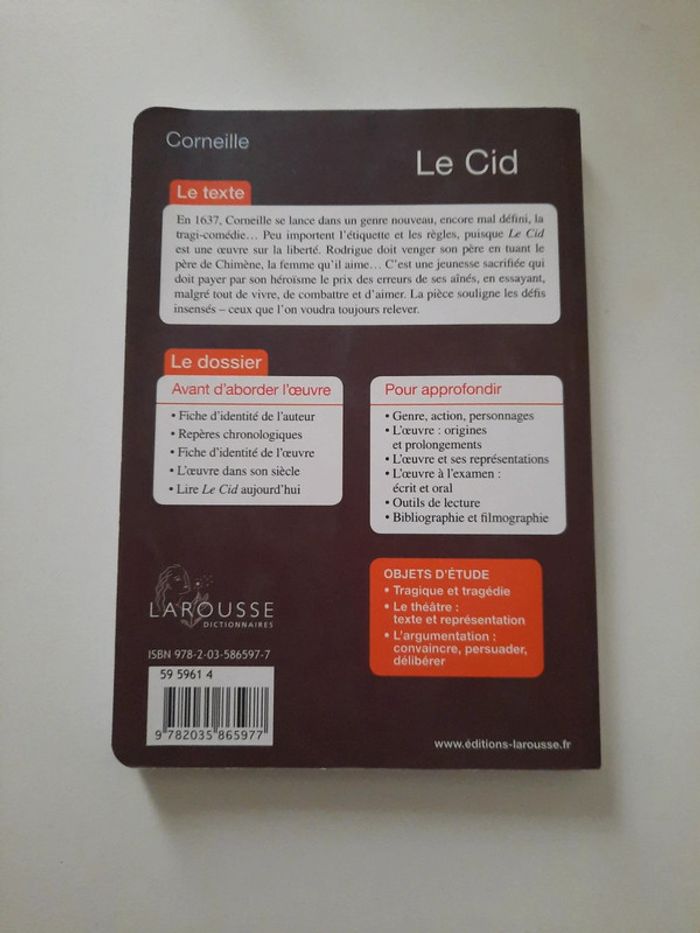 Corneille
Le Cid
Le texte
En 1637, Corneille se lance dans un genre nouveau, encore mal défini, la
tragi-comédie… Peu importent l'étiquette et les règles, puisque Le Cid
est une œuvre sur la liberté. Rodrigue doit venger son père en tuant le
père de Chimène, la femme qu'il aime… C'est une jeunesse sacrifiée qui
doit payer par son héroïsme le prix des erreurs de ses aînés, en essayant,
malgré tout de vivre, de combattre et d'aimer. La pièce souligne les défis
insensés – ceux que l'on voudra toujours relever.
Le dossier
Avant d'aborder l'œuvre
• Fiche d'identité de l'auteur
• Repères chronologiques
• Fiche d'identité de l'œuvre
• L'œuvre dans son siècle
• Lire Le Cid aujourd'hui
Pour approfondir
• Genre, action, personnages
• L'œuvre : origines
et prolongements
• L'œuvre et ses représentations
• L'œuvre à l'examen :
écrit et oral
• Outils de lecture
• Bibliographie et filmographie
OBJETS D'ÉTUDE
• Tragique et tragédie
• Le théâtre :
texte et représentation
• L'argumentation :
convaincre, persuader,
délibérer
LAROUSSE
DICTIONNAIRES
ISBN 978-2-03-586597-7
59 5961 4
9 782035 865977
www.éditions-larousse.fr